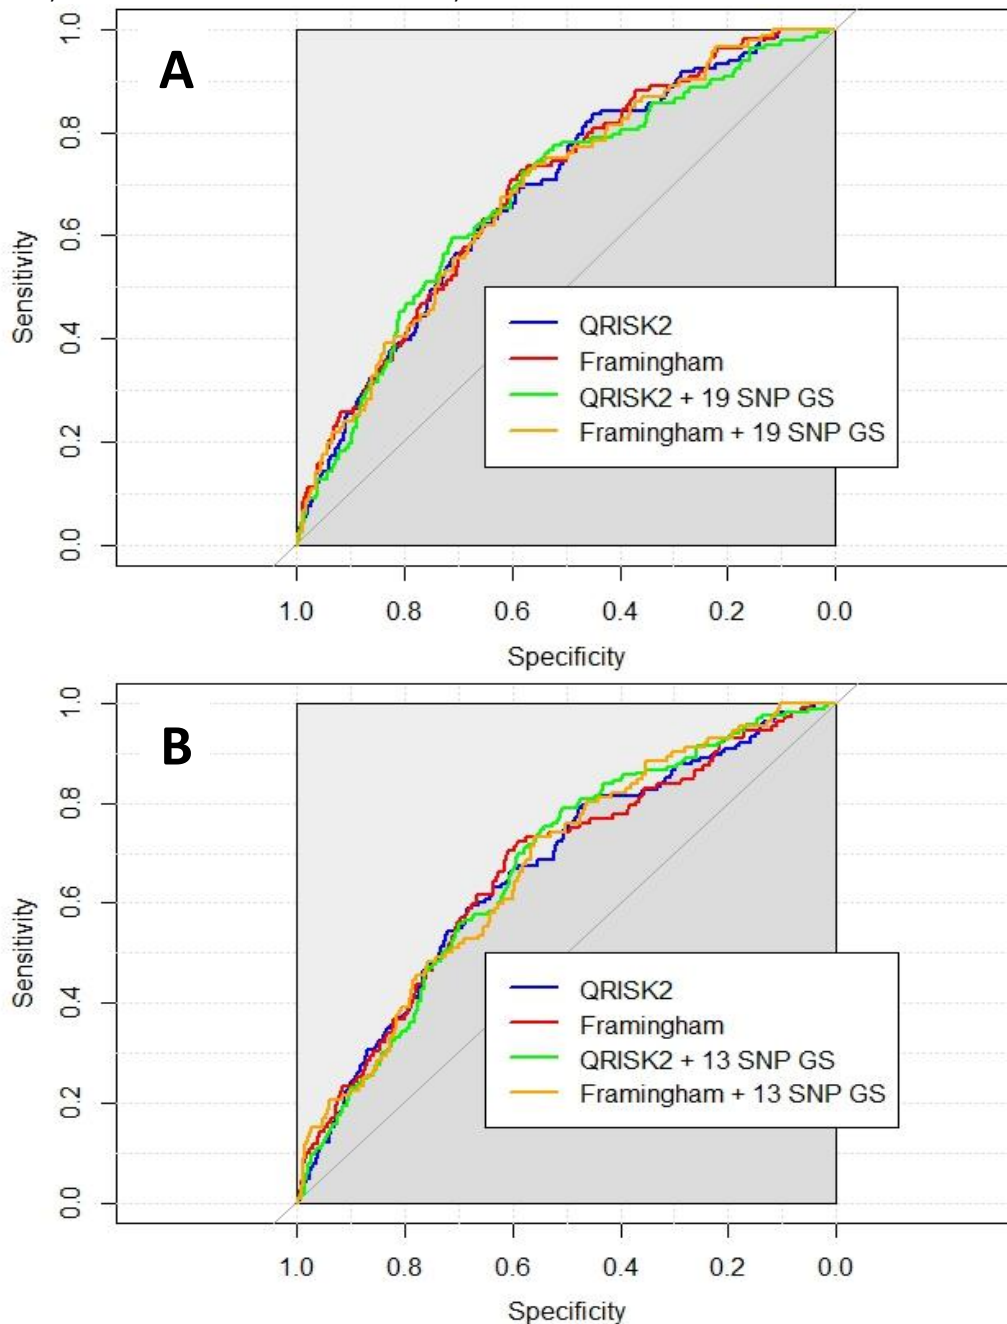 A
1.0
0.8
0.6
0.4
0.2
0.0
Sensitivity
QRISK2
Framingham
QRISK2 + 19 SNP GS
Framingham + 19 SNP GS
1.0 0.8 0.6 0.4 0.2 0.0
Specificity
B
1.0
0.8
0.6
0.4
0.2
0.0
Sensitivity
QRISK2
Framingham
QRISK2 + 13 SNP GS
Framingham + 13 SNP GS
1.0 0.8 0.6 0.4 0.2 0.0
Specificity